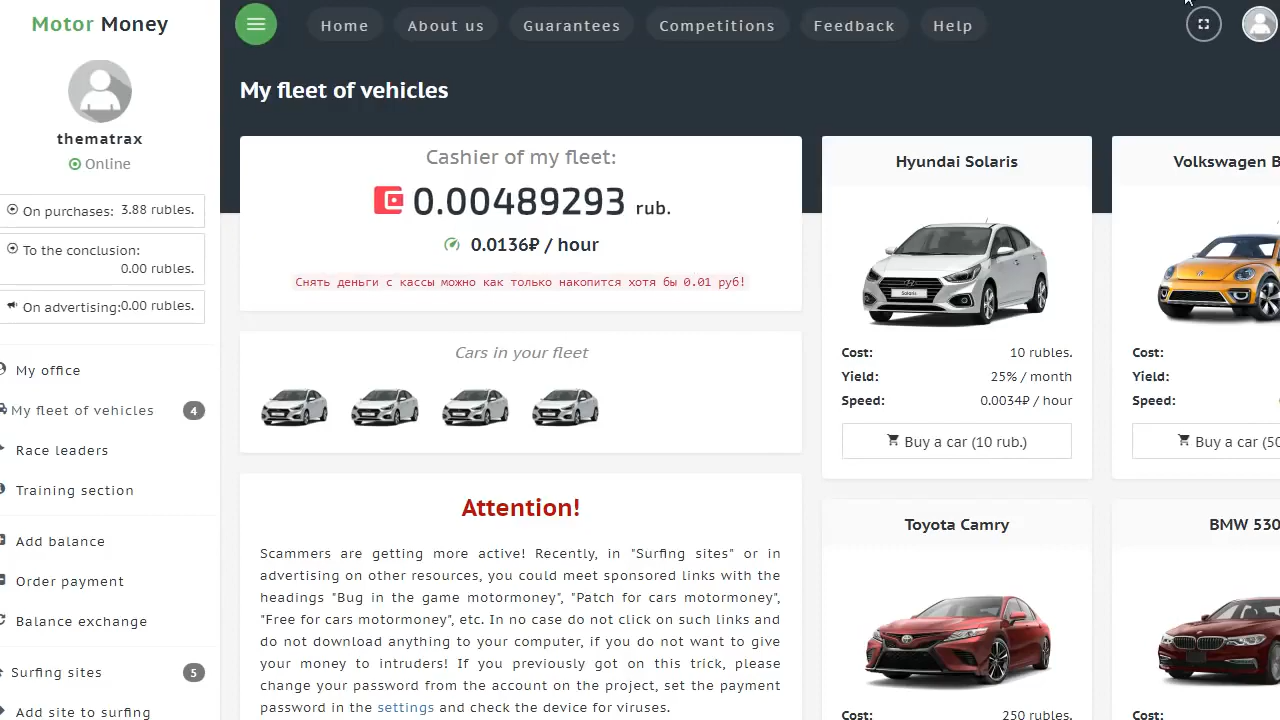 Motor Money
Home
About us
Guarantees
Competitions
Feedback
Help
thematrax
Online
On purchases: 3.88 rubles.
To the conclusion:
0.00 rubles.
On advertising: 0.00 rubles.
My office
My fleet of vehicles 4
Race leaders
Training section
Add balance
Order payment
Balance exchange
Surfing sites 5
Add site to surfing
My fleet of vehicles
Cashier of my fleet:
0.00489293 rub.
0.0136₽ / hour
Снять деньги с кассы можно как только накопится хотя бы 0.01 руб!
Cars in your fleet
Attention!
Scammers are getting more active! Recently, in "Surfing sites" or in
advertising on other resources, you could meet sponsored links with the
headings "Bug in the game motormoney", "Patch for cars motormoney",
"Free for cars motormoney", etc. In no case do not click on such links and
do not download anything to your computer, if you do not want to give
your money to intruders! If you previously got on this trick, please
change your password from the account on the project, set the payment
password in the settings and check the device for viruses.
Hyundai Solaris
Solaris
Cost: 10 rubles.
Yield: 25% / month
Speed: 0.0034₽ / hour
Buy a car (10 rub.)
Volkswagen B
Cost:
Yield:
Speed:
Buy a car (50
Toyota Camry
Cost: 250 rubles.
BMW 530
Cost: